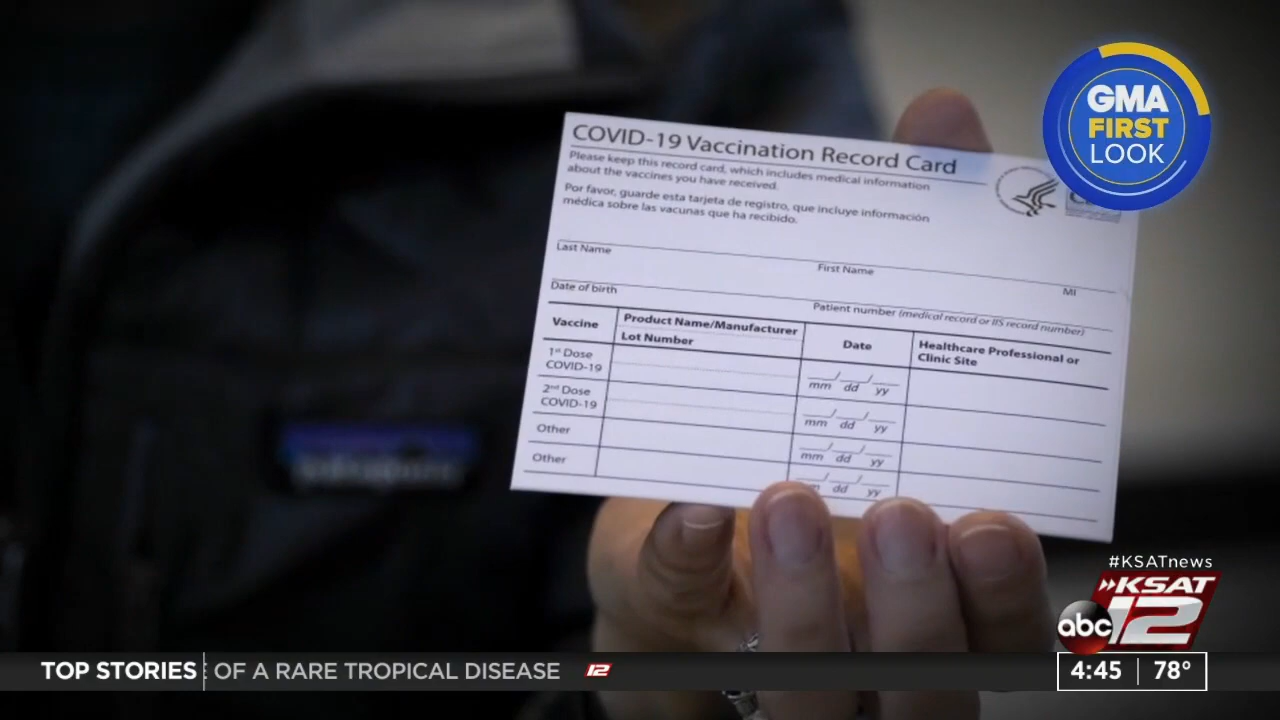 GMA
FIRST
LOOK
COVID-19 Vaccination Record Card
Please keep this record card, which includes medical information
about the vaccines you have received.
Por favor, guarde esta tarjeta de registro, que incluye información
médica sobre las vacunas que ha recibido.
Last Name
First Name
MI
Date of birth
Patient number (medical record or IIS record number)
Vaccine
Product Name/Manufacturer
Lot Number
Date
Healthcare Professional or
Clinic Site
1st Dose
COVID-19
mm dd yy
2nd Dose
COVID-19
mm dd yy
Other
mm dd yy
Other
mm dd yy
#KSATnews
KSAT
abc 12
TOP STORIES OF A RARE TROPICAL DISEASE 12
4:45 78°